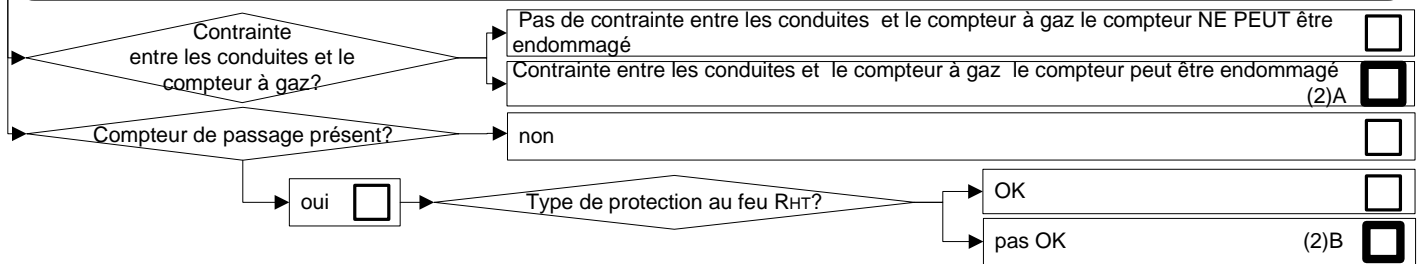 Contrainte
entre les conduites et le
compteur à gaz?
Pas de contrainte entre les conduites et le compteur à gaz le compteur NE PEUT être
endommagé
Contrainte entre les conduites et le compteur à gaz le compteur peut être endommagé
(2)A
Compteur de passage présent?
non
oui
Type de protection au feu RHT?
OK
pas OK (2)B